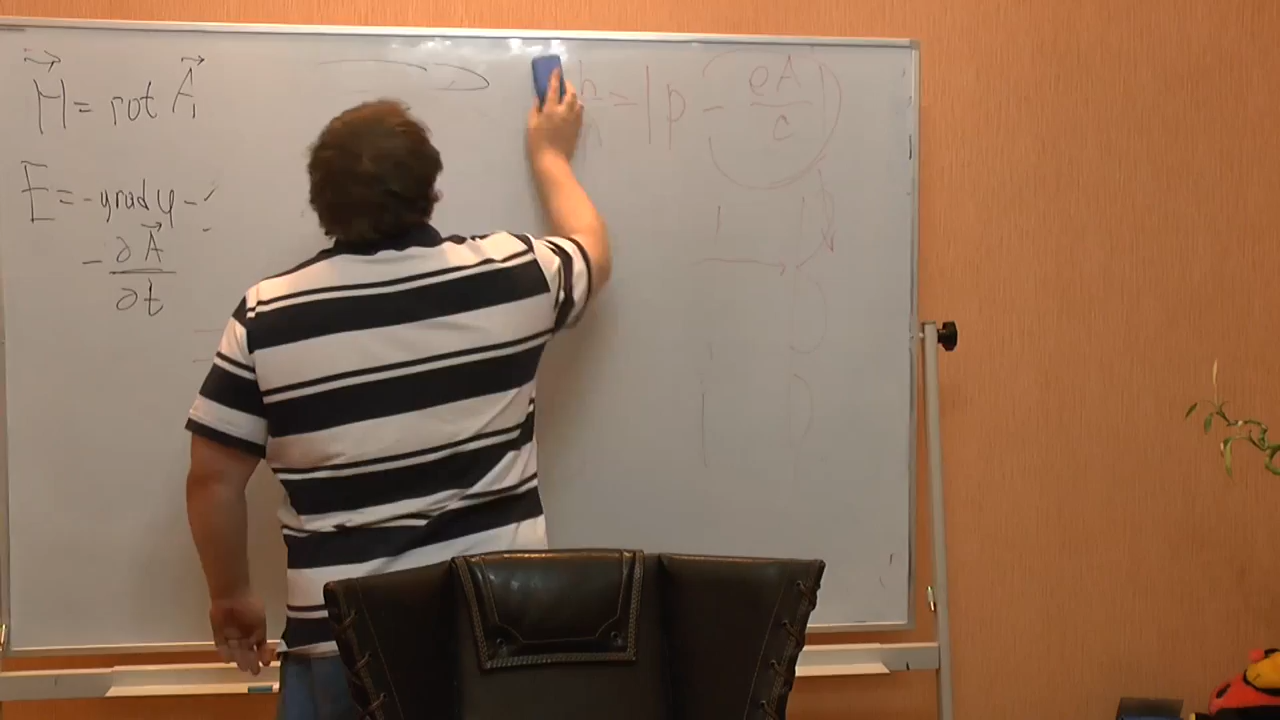 H⃗ = rot A⃗,
E = - grad φ -
- ∂A⃗
∂t
h = |p - eA
c